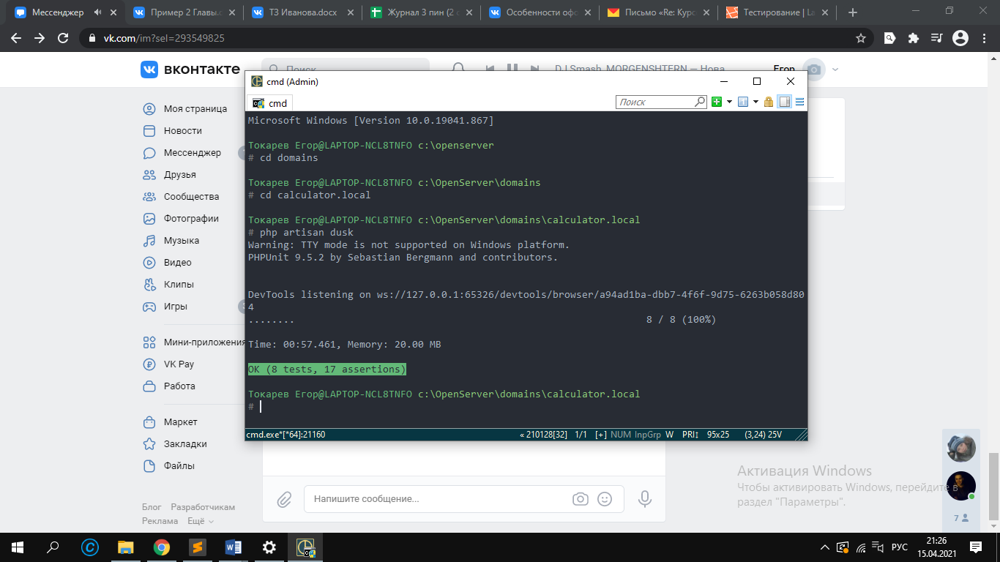 Мессенджер
Пример 2 Главы.
ТЗ Иванова.docx
Журнал 3 пин (2
Особенности офо
Письмо «Re: Курс
Тестирование | La
vk.com/im?sel=293549825
вконтакте
Поиск
DJ Smash, MORGENSHTERN — Нова
Егор
Моя страница
Новости
Мессенджер
Друзья
Сообщества
Фотографии
Музыка
Видео
Клипы
Игры
Мини-приложения
VK Pay
Работа
Маркет
Закладки
Файлы
Блог Разработчикам
Реклама Ещё
cmd (Admin)
cmd
Поиск
Microsoft Windows [Version 10.0.19041.867]
Токарев Егор@LAPTOP-NCL8TNFO c:\openserver
# cd domains
Токарев Егор@LAPTOP-NCL8TNFO c:\OpenServer\domains
# cd calculator.local
Токарев Егор@LAPTOP-NCL8TNFO c:\OpenServer\domains\calculator.local
# php artisan dusk
Warning: TTY mode is not supported on Windows platform.
PHPUnit 9.5.2 by Sebastian Bergmann and contributors.
DevTools listening on ws://127.0.0.1:65326/devtools/browser/a94ad1ba-dbb7-4f6f-9d75-6263b058d80
4
........ 8 / 8 (100%)
Time: 00:57.461, Memory: 20.00 MB
OK (8 tests, 17 assertions)
Токарев Егор@LAPTOP-NCL8TNFO c:\OpenServer\domains\calculator.local
#
cmd.exe*[*64]:21160 « 210128[32] 1/1 [+] NUM InpGrp W PRI↕ 95x25 (3,24) 25V
Напишите сообщение...
Активация Windows
Чтобы активировать Windows, перейдите в
раздел "Параметры".
7
РУС
21:26
15.04.2021